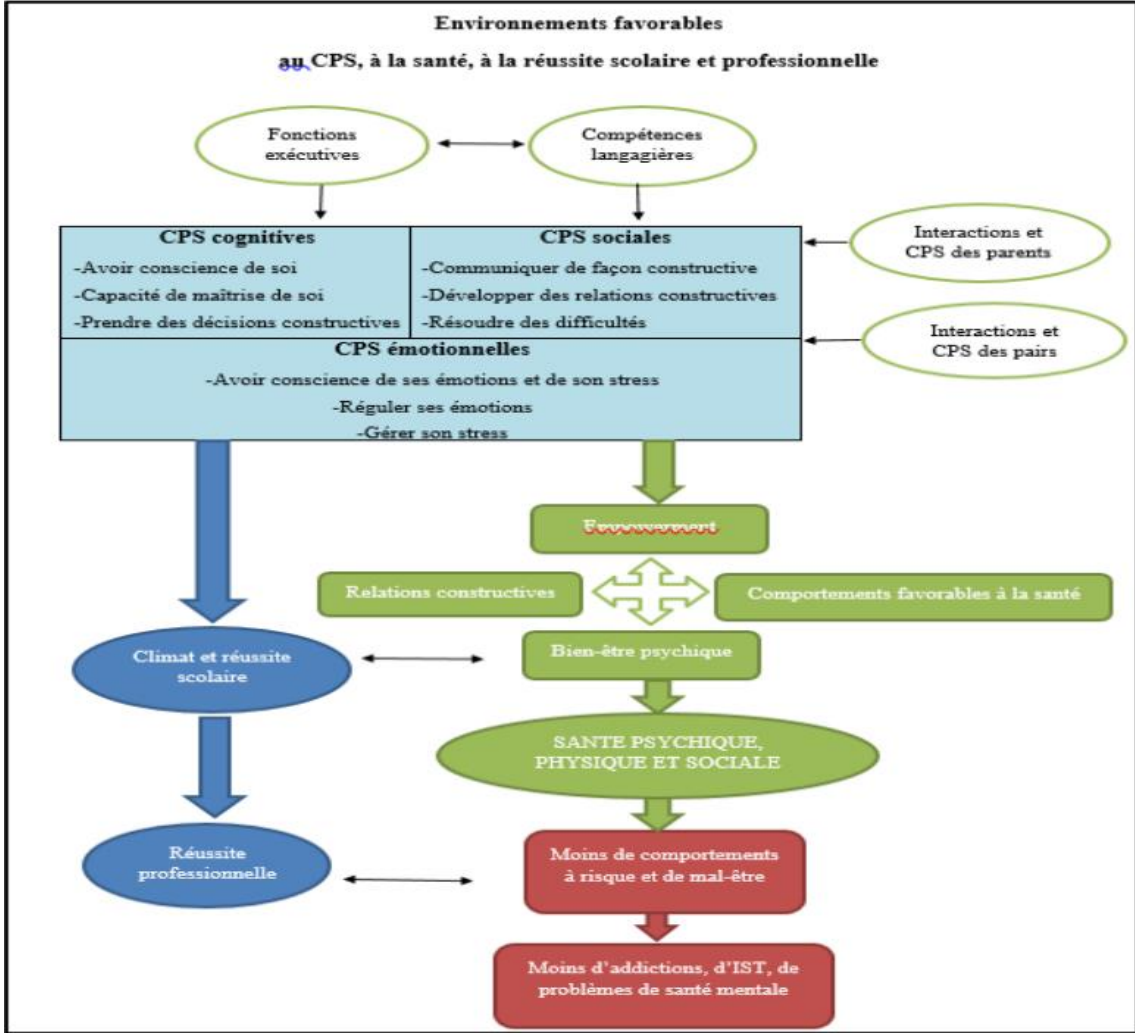 Environnements favorables
au CPS, à la santé, à la réussite scolaire et professionnelle
Fonctions
exécutives
Compétences
langagières
CPS cognitives
-Avoir conscience de soi
-Capacité de maîtrise de soi
-Prendre des décisions constructives
CPS sociales
-Communiquer de façon constructive
-Développer des relations constructives
-Résoudre des difficultés
Interactions et
CPS des parents
Interactions et
CPS des pairs
CPS émotionnelles
-Avoir conscience de ses émotions et de son stress
-Réguler ses émotions
-Gérer son stress
Relations constructives
Comportements favorables à la santé
Climat et réussite
scolaire
Bien-être psychique
SANTE PSYCHIQUE,
PHYSIQUE ET SOCIALE
Réussite
professionnelle
Moins de comportements
à risque et de mal-être
Moins d’addictions, d’IST, de
problèmes de santé mentale